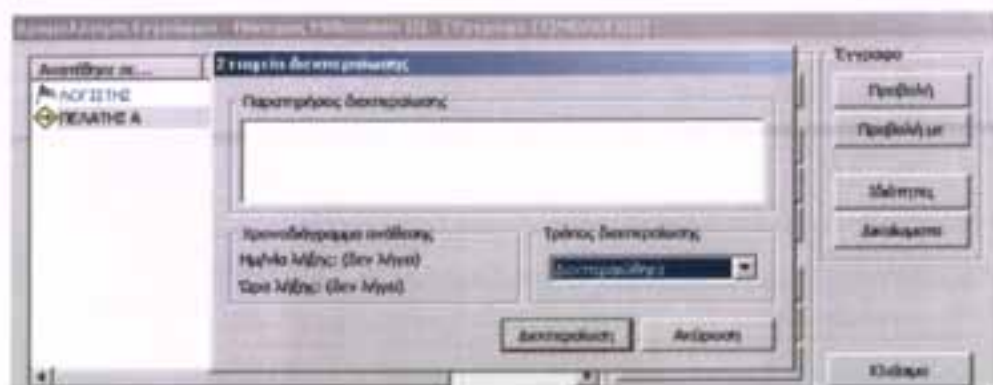 Στοιχεία διεκπεραίωσης
Ανατέθηκε σε...
ΛΟΓΙΣΤΗΣ
ΠΕΛΑΤΗΣ Α
Παρατηρήσεις διεκπεραίωσης
Χρονοδιάγραμμα ανάθεσης
Ημ/νία λήξης: (δεν λήγει)
Ώρα λήξης: (δεν λήγει)
Τρόπος διεκπεραίωσης
Διεκπεραιώθηκε
Διεκπεραίωση
Ακύρωση
Έγγραφο
Προβολή
Προβολή με
Ιδιότητες
Δικαιώματα
Κλείσιμο